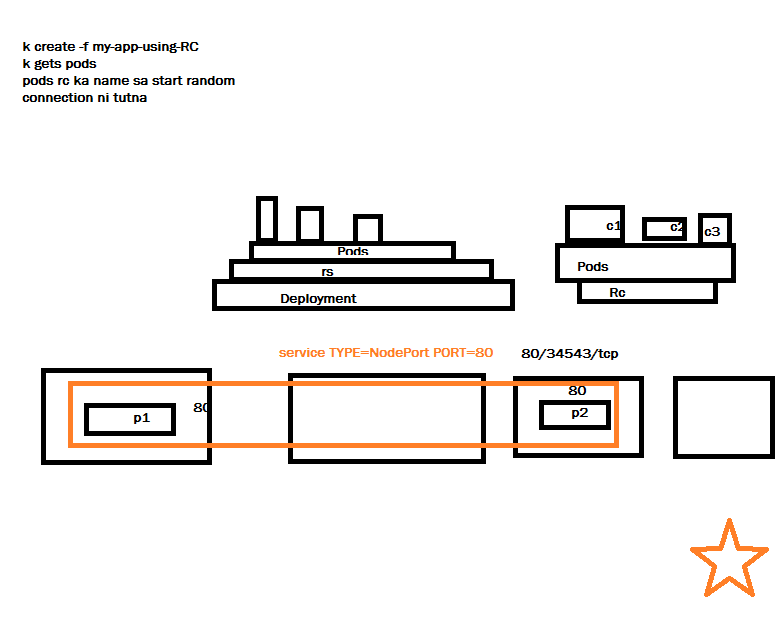 k create -f my-app-using-RC
k gets pods
pods rc ka name sa start random
connection ni tutna
c1
c2
c3
Pods
rs
Deployment
Pods
Rc
service TYPE=NodePort PORT=80
80/34543/tcp
p1
80
80
p2